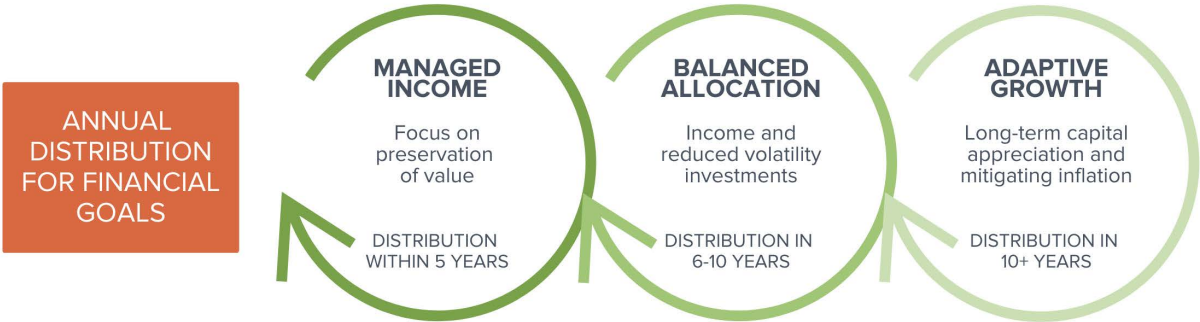 ANNUAL
DISTRIBUTION
FOR FINANCIAL
GOALS
MANAGED
INCOME
Focus on
preservation
of value
DISTRIBUTION
WITHIN 5 YEARS
BALANCED
ALLOCATION
Income and
reduced volatility
investments
DISTRIBUTION IN
6-10 YEARS
ADAPTIVE
GROWTH
Long-term capital
appreciation and
mitigating inflation
DISTRIBUTION IN
10+ YEARS